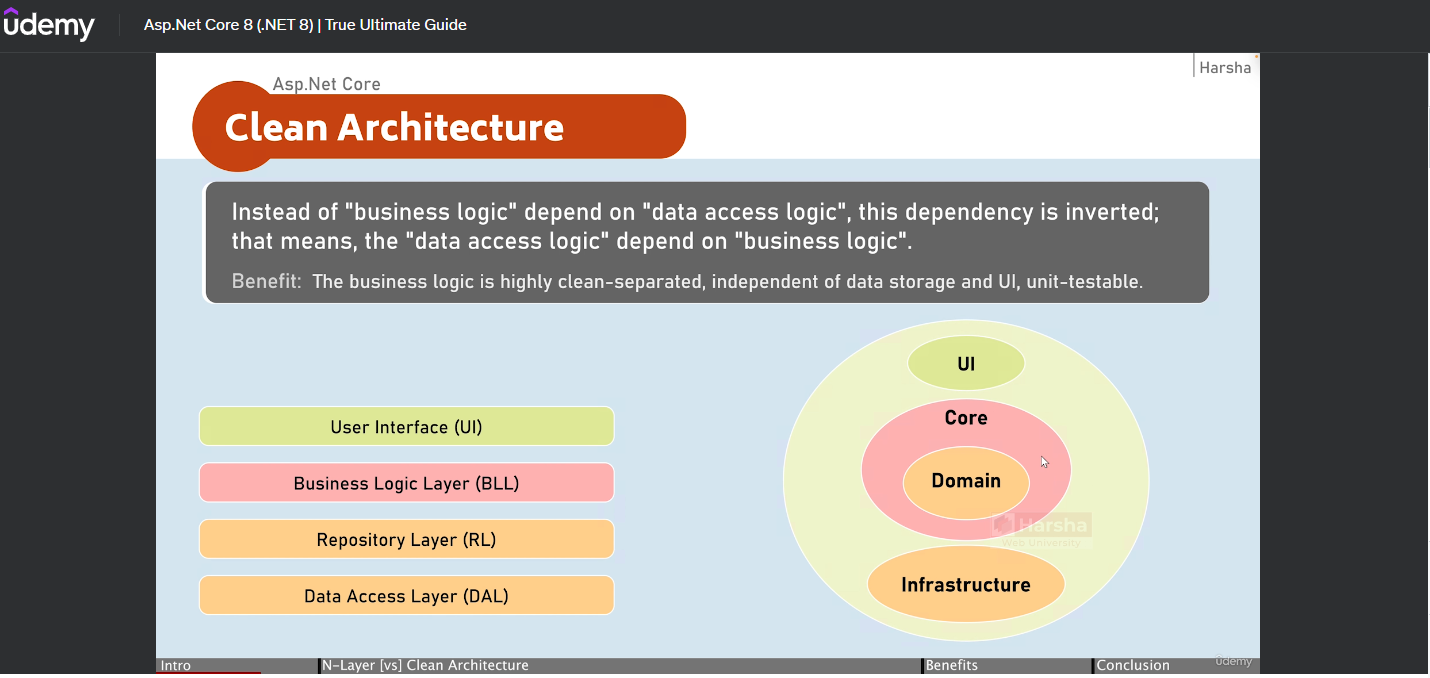 udemy
Asp.Net Core 8 (.NET 8) | True Ultimate Guide
Harsha
Asp.Net Core
Clean Architecture
Instead of "business logic" depend on "data access logic", this dependency is inverted;
that means, the "data access logic" depend on "business logic".
Benefit: The business logic is highly clean-separated, independent of data storage and UI, unit-testable.
User Interface (UI)
Business Logic Layer (BLL)
Repository Layer (RL)
Data Access Layer (DAL)
UI
Core
Domain
Harsha
Web University
Infrastructure
Intro
N-Layer [vs] Clean Architecture
Benefits
Conclusion
udemy